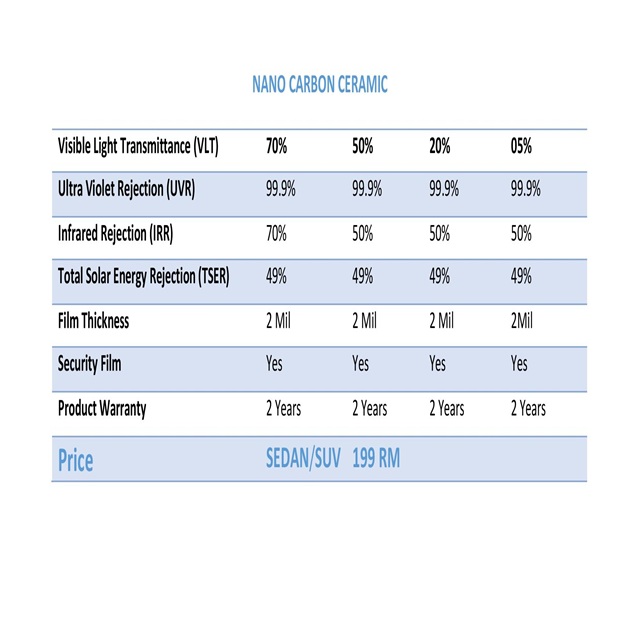 NANO CARBON CERAMIC
Visible Light Transmittance (VLT) 70% 50% 20% 05%
Ultra Violet Rejection (UVR) 99.9% 99.9% 99.9% 99.9%
Infrared Rejection (IRR) 70% 50% 50% 50%
Total Solar Energy Rejection (TSER) 49% 49% 49% 49%
Film Thickness 2 Mil 2 Mil 2 Mil 2Mil
Security Film Yes Yes Yes Yes
Product Warranty 2 Years 2 Years 2 Years 2 Years
Price SEDAN/SUV 199 RM